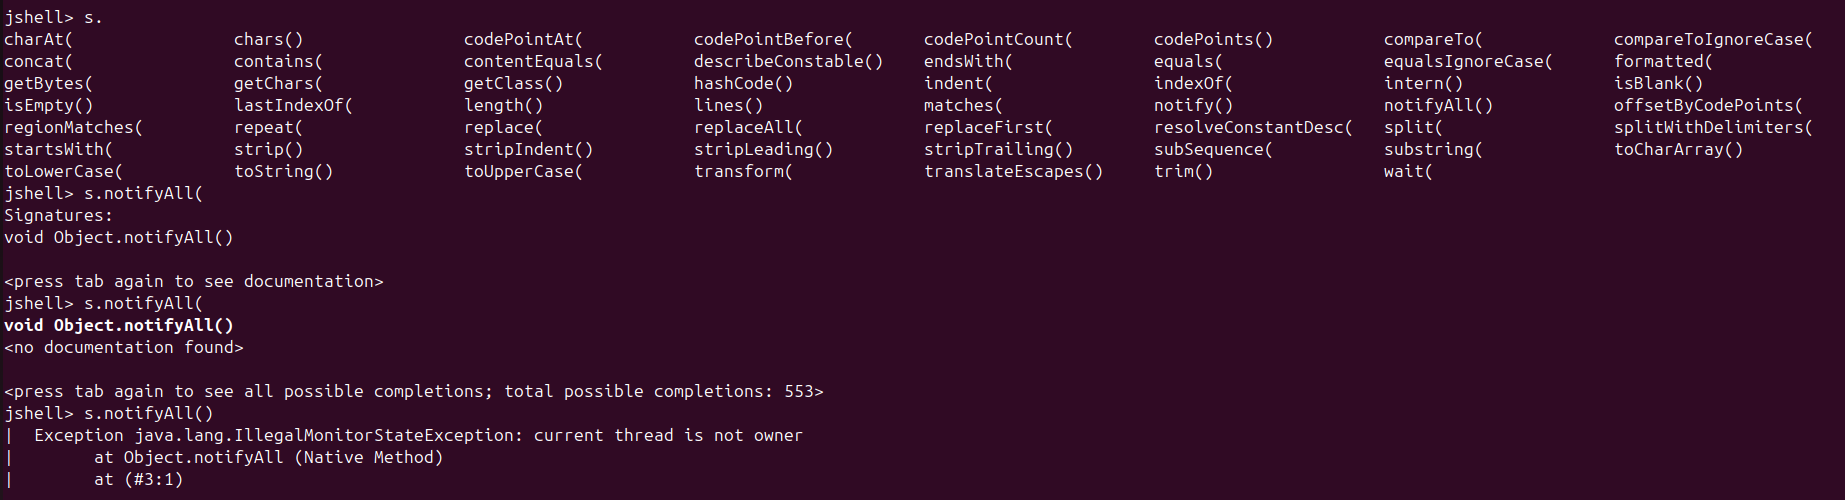 jshell> s.
charAt( chars() codePointAt( codePointBefore( codePointCount( codePoints() compareTo( compareToIgnoreCase(
concat( contains( contentEquals( describeConstable() endsWith( equals( equalsIgnoreCase( formatted(
getBytes( getChars( getClass() hashCode() indent( indexOf( intern() isBlank()
isEmpty() lastIndexOf( length() lines() matches( notify() notifyAll() offsetByCodePoints(
regionMatches( repeat( replace( replaceAll( replaceFirst( resolveConstantDesc( split( splitWithDelimiters(
startsWith( strip() stripIndent() stripLeading() stripTrailing() subSequence( substring( toCharArray()
toLowerCase( toString() toUpperCase( transform( translateEscapes() trim() wait(
jshell> s.notifyAll(
Signatures:
void Object.notifyAll()
<press tab again to see documentation>
jshell> s.notifyAll(
void Object.notifyAll()
<no documentation found>
<press tab again to see all possible completions; total possible completions: 553>
jshell> s.notifyAll()
|  Exception java.lang.IllegalMonitorStateException: current thread is not owner
|        at Object.notifyAll (Native Method)
|        at (#3:1)